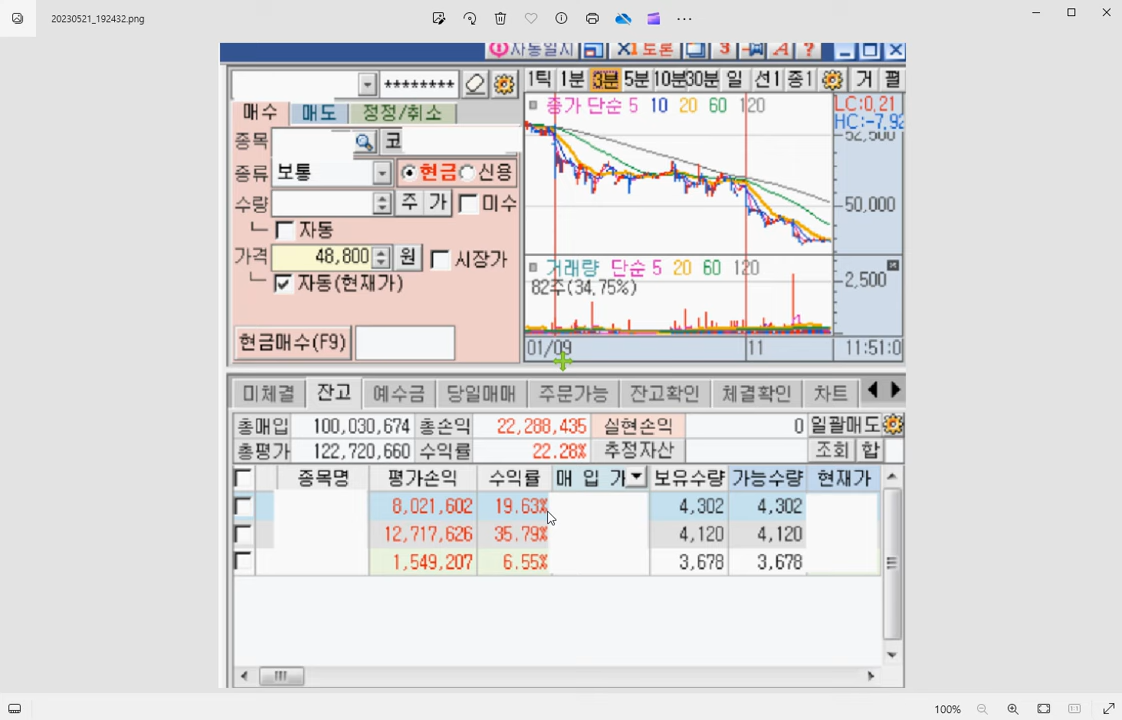 20230521_192432.png
자동일지 토론 3 A ?
******** 1틱 1분 3분 5분 10분 30분 일 선1 종1 거 펼
매수 매도 정정/취소
종가 단순 5 10 20 60 120
LC:0.21
HC:-7.92
52,500
종목 코
종류 보통 현금 신용
수량 주 가 미수
50,000
자동
가격 48,800 원 시장가
자동(현재가)
거래량 단순 5 20 60 120
82주(34.75%)
2,500
현금매수(F9)
01/09 11 11:51:0
미체결 잔고 예수금 당일매매 주문가능 잔고확인 체결확인 차트
총매입 100,030,674 총손익 22,288,435 실현손익 0 일괄매도
총평가 122,720,660 수익률 22.28% 추정자산 조회 합
종목명 평가손익 수익률 매 입 가 보유수량 가능수량 현재가
8,021,602 19.63% 4,302 4,302
12,717,626 35.79% 4,120 4,120
1,549,207 6.55% 3,678 3,678
100%